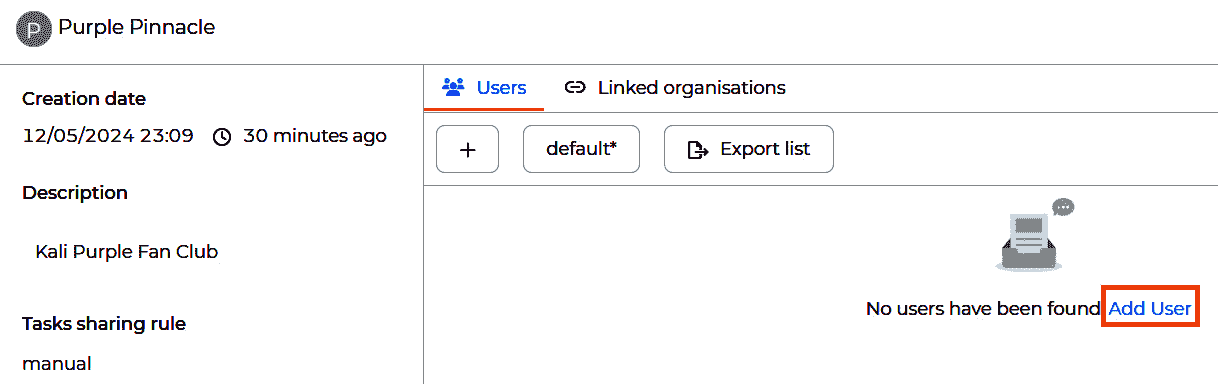 P Purple Pinnacle
Creation date
12/05/2024 23:09 30 minutes ago
Description
Kali Purple Fan Club
Tasks sharing rule
manual
Users Linked organisations
+ default* Export list
No users have been found Add User